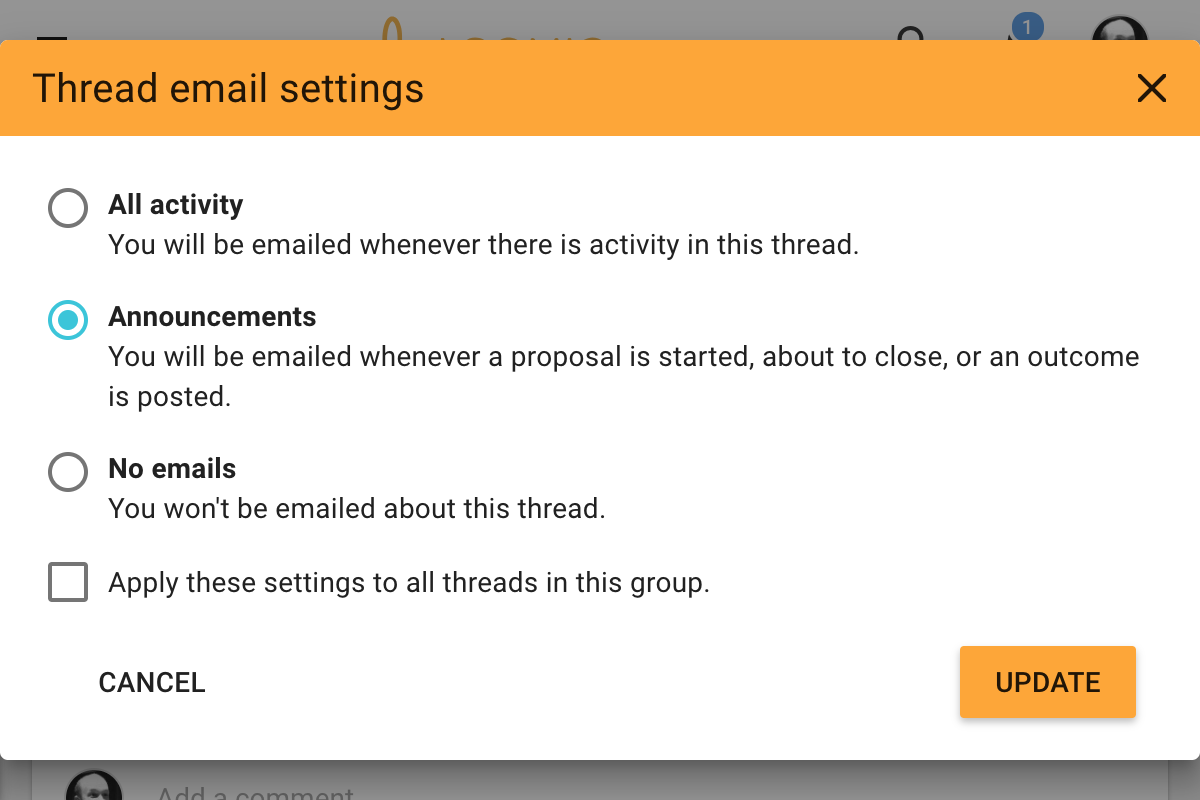 1
Thread email settings
All activity
You will be emailed whenever there is activity in this thread.
Announcements
You will be emailed whenever a proposal is started, about to close, or an outcome
is posted.
No emails
You won't be emailed about this thread.
Apply these settings to all threads in this group.
CANCEL
UPDATE
Add a comment